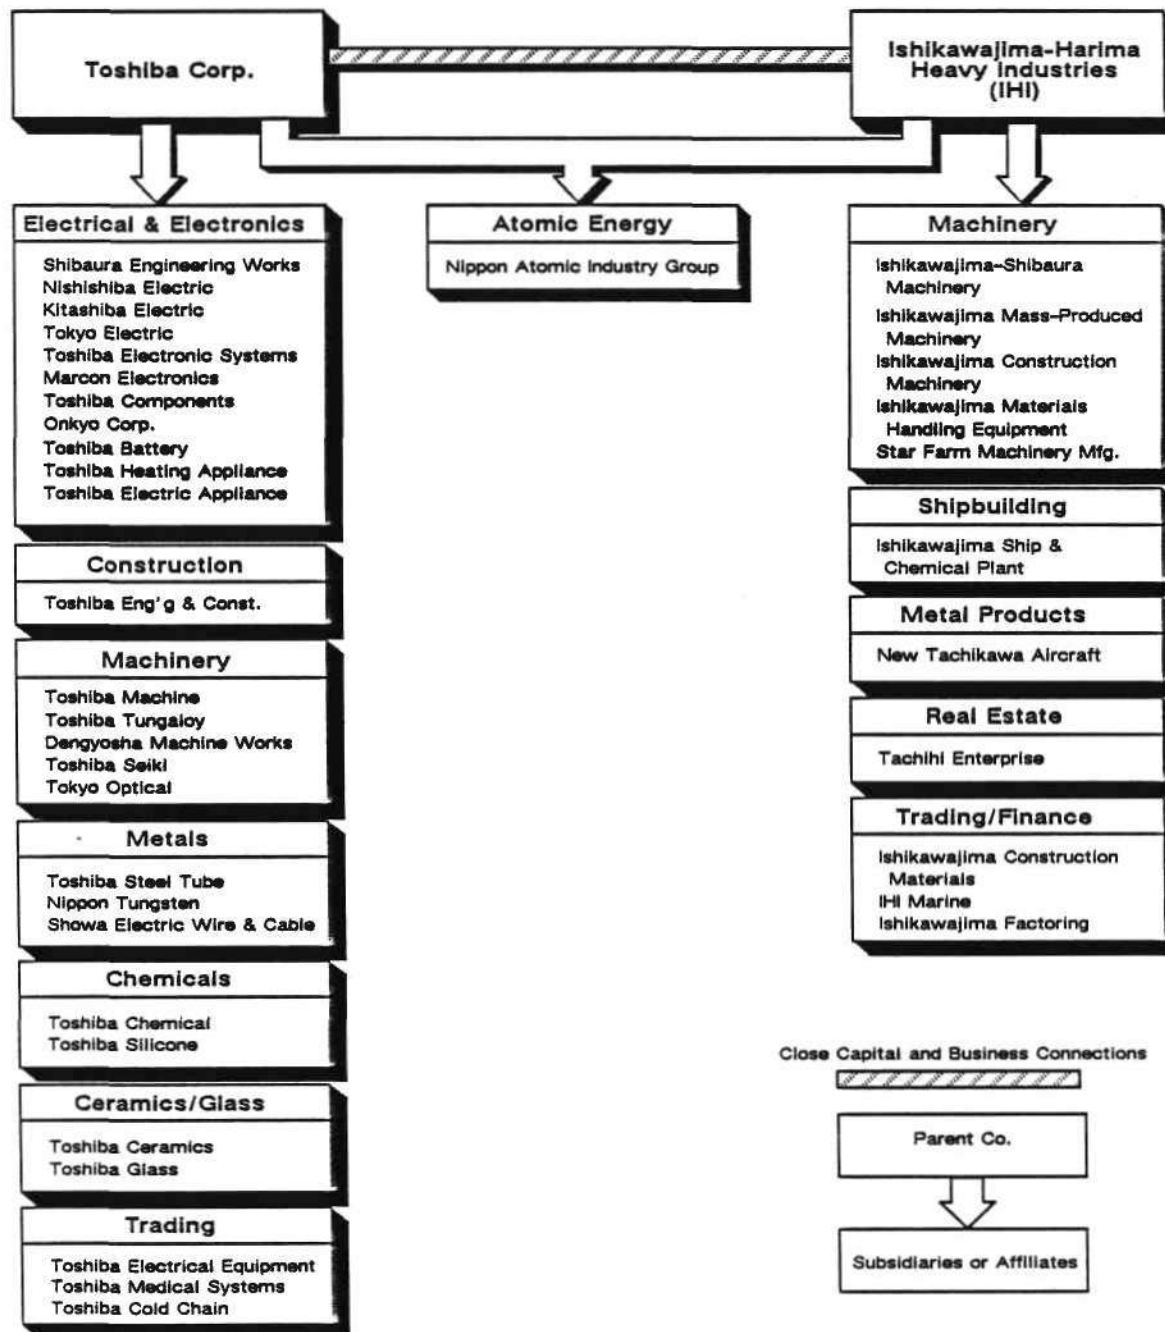 Toshiba Corp.
Ishikawajima-Harima
Heavy Industries
(IHI)
Electrical & Electronics
Shibaura Engineering Works
Nishishiba Electric
Kitashiba Electric
Tokyo Electric
Toshiba Electronic Systems
Marcon Electronics
Toshiba Components
Onkyo Corp.
Toshiba Battery
Toshiba Heating Appliance
Toshiba Electric Appliance
Construction
Toshiba Eng'g & Const.
Machinery
Toshiba Machine
Toshiba Tungaloy
Dengyosha Machine Works
Toshiba Seiki
Tokyo Optical
Metals
Toshiba Steel Tube
Nippon Tungsten
Showa Electric Wire & Cable
Chemicals
Toshiba Chemical
Toshiba Silicone
Ceramics/Glass
Toshiba Ceramics
Toshiba Glass
Trading
Toshiba Electrical Equipment
Toshiba Medical Systems
Toshiba Cold Chain
Atomic Energy
Nippon Atomic Industry Group
Machinery
Ishikawajima-Shibaura
Machinery
Ishikawajima Mass-Produced
Machinery
Ishikawajima Construction
Machinery
Ishikawajima Materials
Handling Equipment
Star Farm Machinery Mfg.
Shipbuilding
Ishikawajima Ship &
Chemical Plant
Metal Products
New Tachikawa Aircraft
Real Estate
Tachihi Enterprise
Trading/Finance
Ishikawajima Construction
Materials
IHI Marine
Ishikawajima Factoring
Close Capital and Business Connections
Parent Co.
Subsidiaries or Affiliates